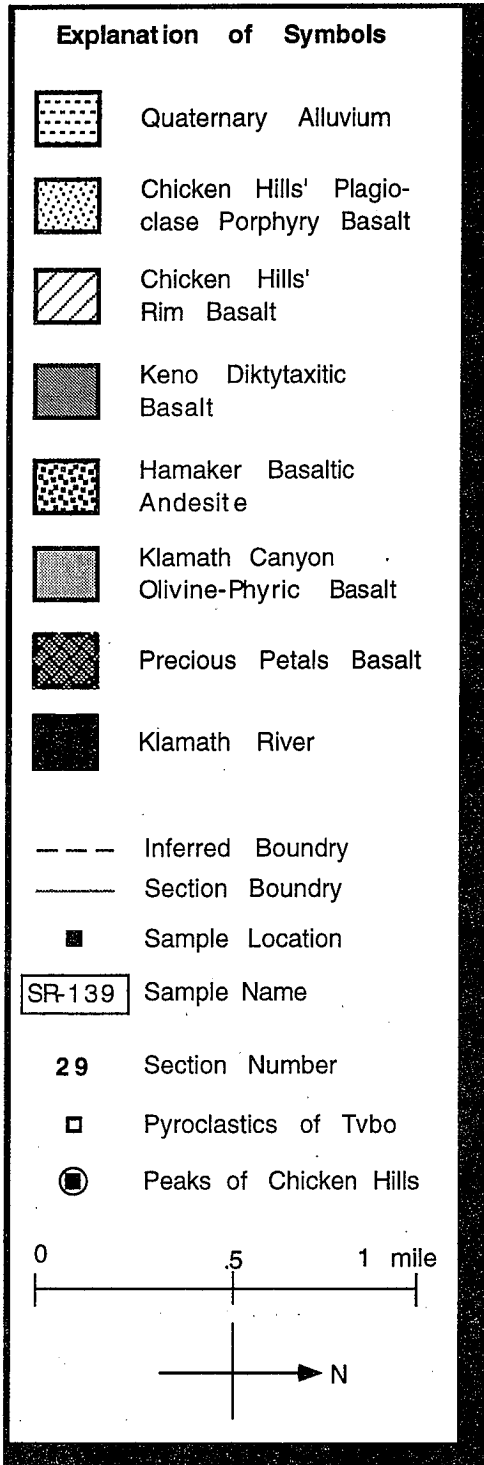 Explanation of Symbols
Quaternary Alluvium
Chicken Hills' Plagio-
clase Porphyry Basalt
Chicken Hills'
Rim Basalt
Keno Diktytaxitic
Basalt
Hamaker Basaltic
Andesite
Klamath Canyon
Olivine-Phyric Basalt
Precious Petals Basalt
Klamath River
Inferred Boundry
Section Boundry
Sample Location
SR-139 Sample Name
29 Section Number
Pyroclastics of Tvbo
Peaks of Chicken Hills
0 .5 1 mile
N